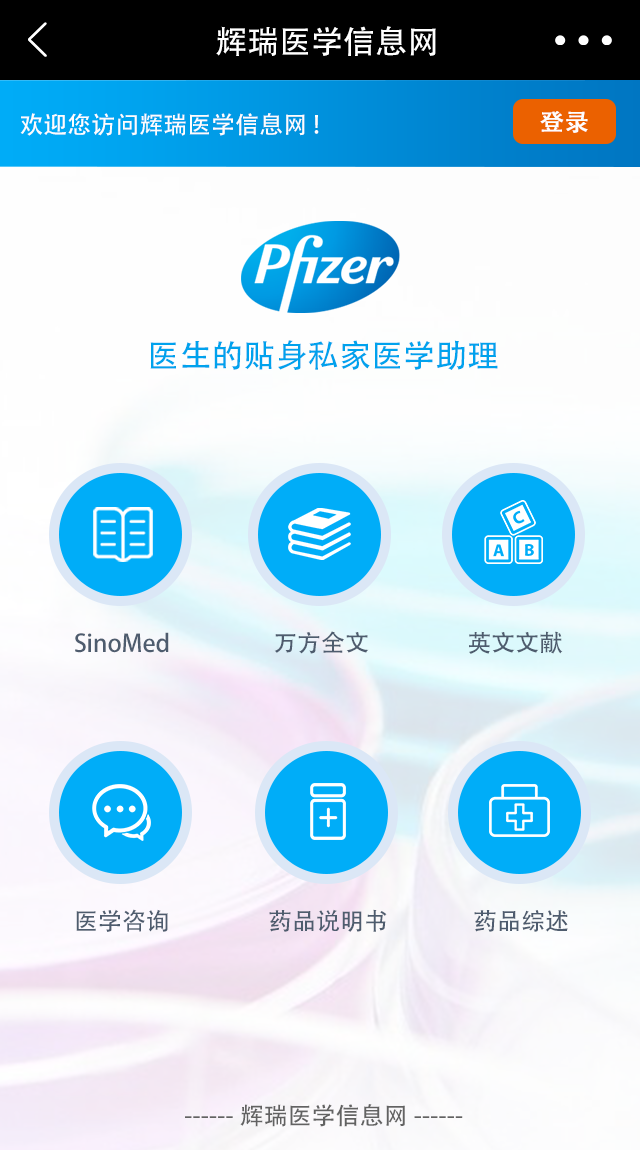 辉瑞医学信息网
欢迎您访问辉瑞医学信息网！
登录
Pfizer
医生的贴身私家医学助理
C
A B
SinoMed
万方全文
英文文献
医学咨询
药品说明书
药品综述
------ 辉瑞医学信息网 ------